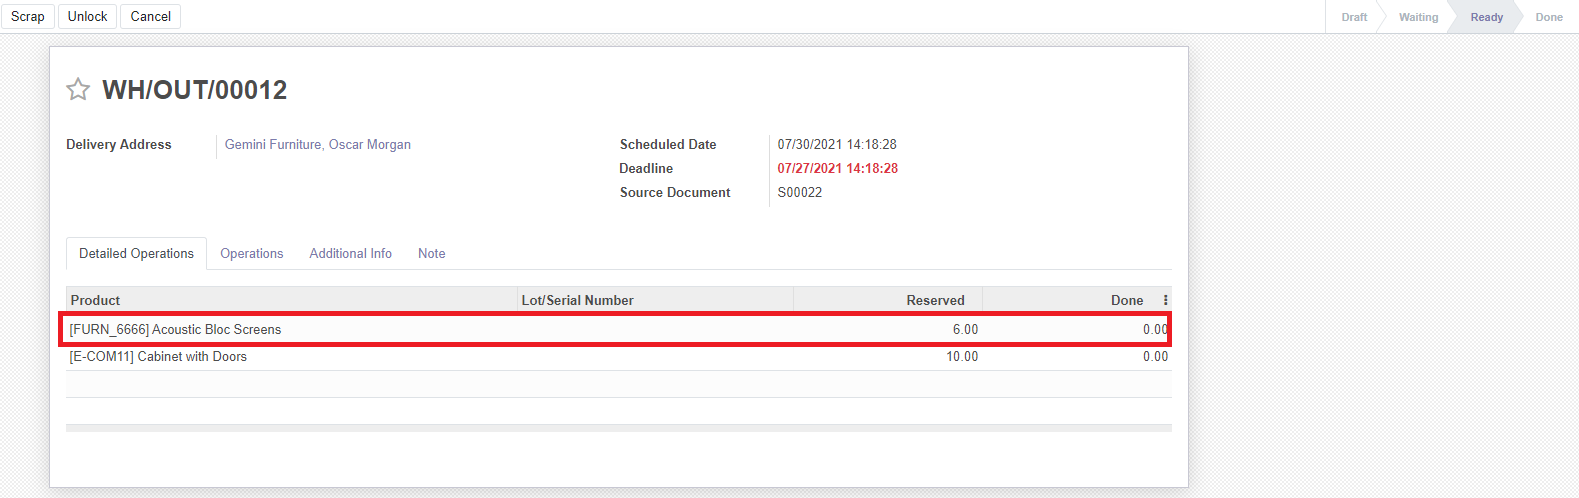 Scrap Unlock Cancel Draft Waiting Ready Done
WH/OUT/00012
Delivery Address Gemini Furniture, Oscar Morgan Scheduled Date 07/30/2021 14:18:28
Deadline 07/27/2021 14:18:28
Source Document S00022
Detailed Operations Operations Additional Info Note
Product Lot/Serial Number Reserved Done
[FURN_6666] Acoustic Bloc Screens 6.00 0.00
[E-COM11] Cabinet with Doors 10.00 0.00